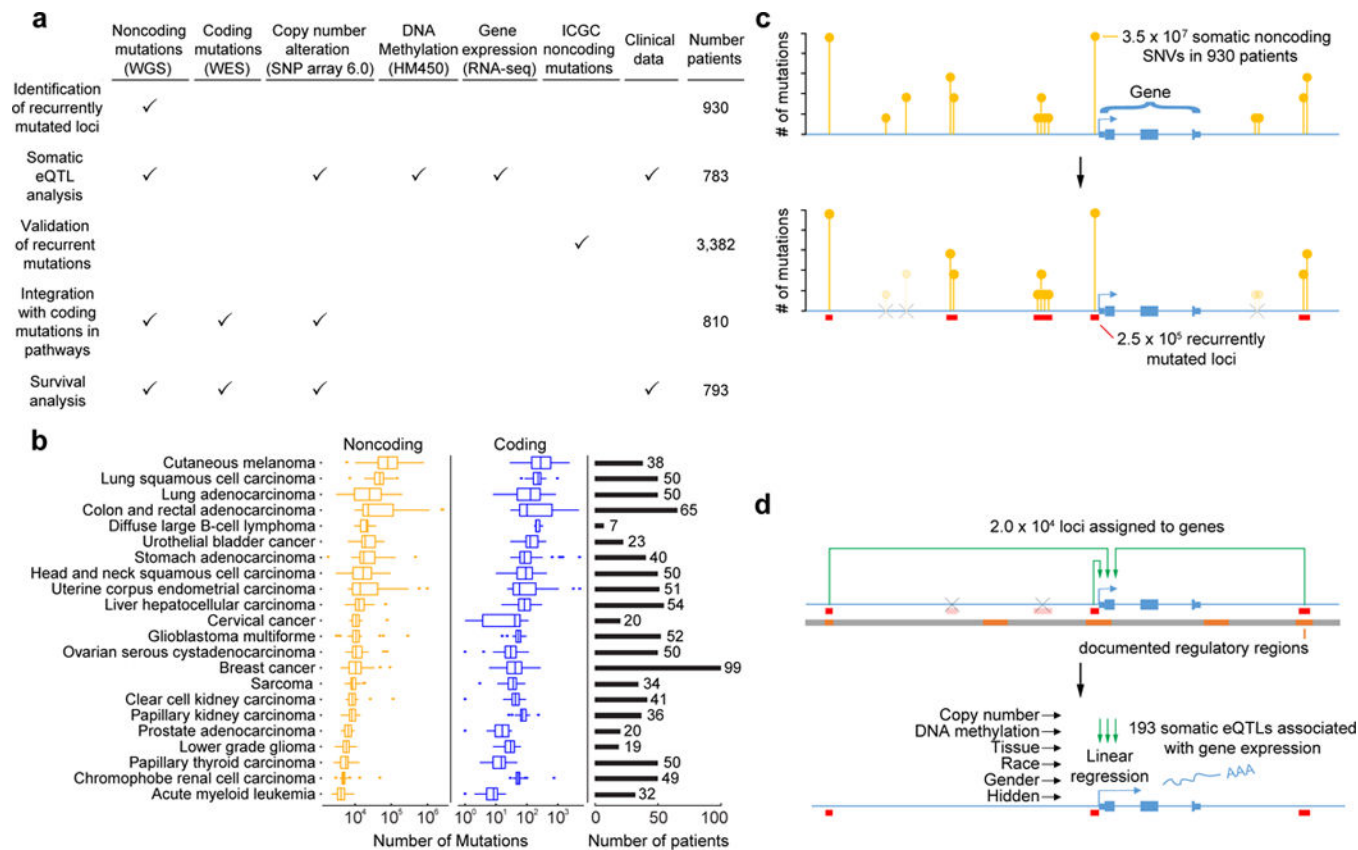 a
Noncoding mutations (WGS)
Coding mutations (WES)
Copy number alteration (SNP array 6.0)
DNA Methylation (HM450)
Gene expression (RNA-seq)
ICGC noncoding mutations
Clinical data
Number patients
Identification of recurrently mutated loci ✓ 930
Somatic eQTL analysis ✓ ✓ ✓ ✓ ✓ 783
Validation of recurrent mutations ✓ 3,382
Integration with coding mutations in pathways ✓ ✓ ✓ 810
Survival analysis ✓ ✓ ✓ ✓ 793
b
Noncoding Coding
Cutaneous melanoma 38
Lung squamous cell carcinoma 50
Lung adenocarcinoma 50
Colon and rectal adenocarcinoma 65
Diffuse large B-cell lymphoma 7
Urothelial bladder cancer 23
Stomach adenocarcinoma 40
Head and neck squamous cell carcinoma 50
Uterine corpus endometrial carcinoma 51
Liver hepatocellular carcinoma 54
Cervical cancer 20
Glioblastoma multiforme 52
Ovarian serous cystadenocarcinoma 50
Breast cancer 99
Sarcoma 34
Clear cell kidney carcinoma 41
Papillary kidney carcinoma 36
Prostate adenocarcinoma 20
Lower grade glioma 19
Papillary thyroid carcinoma 50
Chromophobe renal cell carcinoma 49
Acute myeloid leukemia 32
10⁴ 10⁵ 10⁶ 10⁰ 10¹ 10² 10³ 0 50 100
Number of Mutations Number of patients
c
# of mutations
3.5 x 10⁷ somatic noncoding
SNVs in 930 patients
Gene
# of mutations
2.5 x 10⁵ recurrently
mutated loci
d
2.0 x 10⁴ loci assigned to genes
documented regulatory regions
Copy number
DNA methylation
Tissue
Race
Gender
Hidden
Linear
regression
193 somatic eQTLs associated
with gene expression
AAA